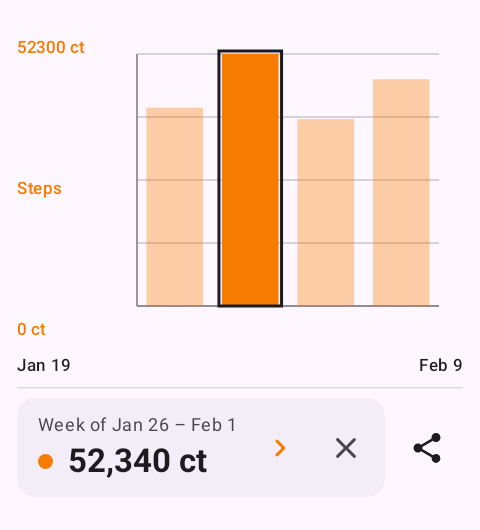 52300 ct
Steps
0 ct
Jan 19
Feb 9
Week of Jan 26 – Feb 1
52,340 ct